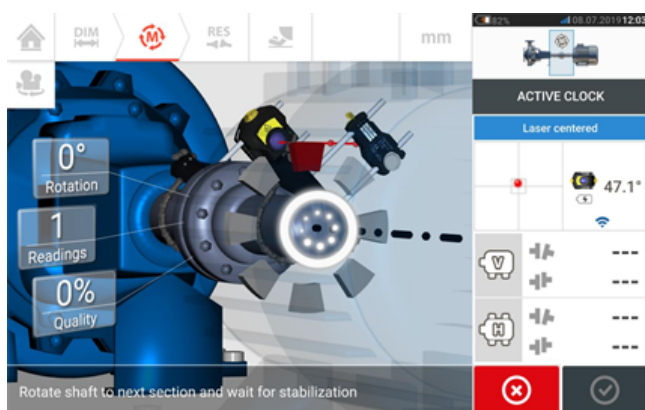 DIM
M
RES
mm
82%
08.07.2019 12:03
ACTIVE CLOCK
Laser centered
47.1°
0°
Rotation
1
Readings
0%
Quality
V
---
---
H
---
---
Rotate shaft to next section and wait for stabilization